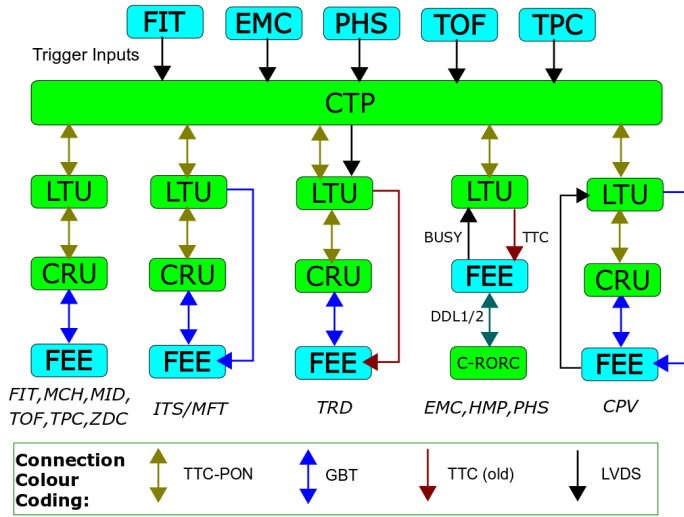 FIT EMC PHS TOF TPC
Trigger Inputs
CTP
LTU LTU LTU LTU LTU
BUSY TTC
CRU CRU CRU FEE CRU
DDL1/2
FEE FEE FEE C-RORC FEE
FIT,MCH,MID,
TOF,TPC,ZDC
ITS/MFT
TRD
EMC,HMP,PHS
CPV
Connection
Colour
Coding:
TTC-PON
GBT
TTC (old)
LVDS